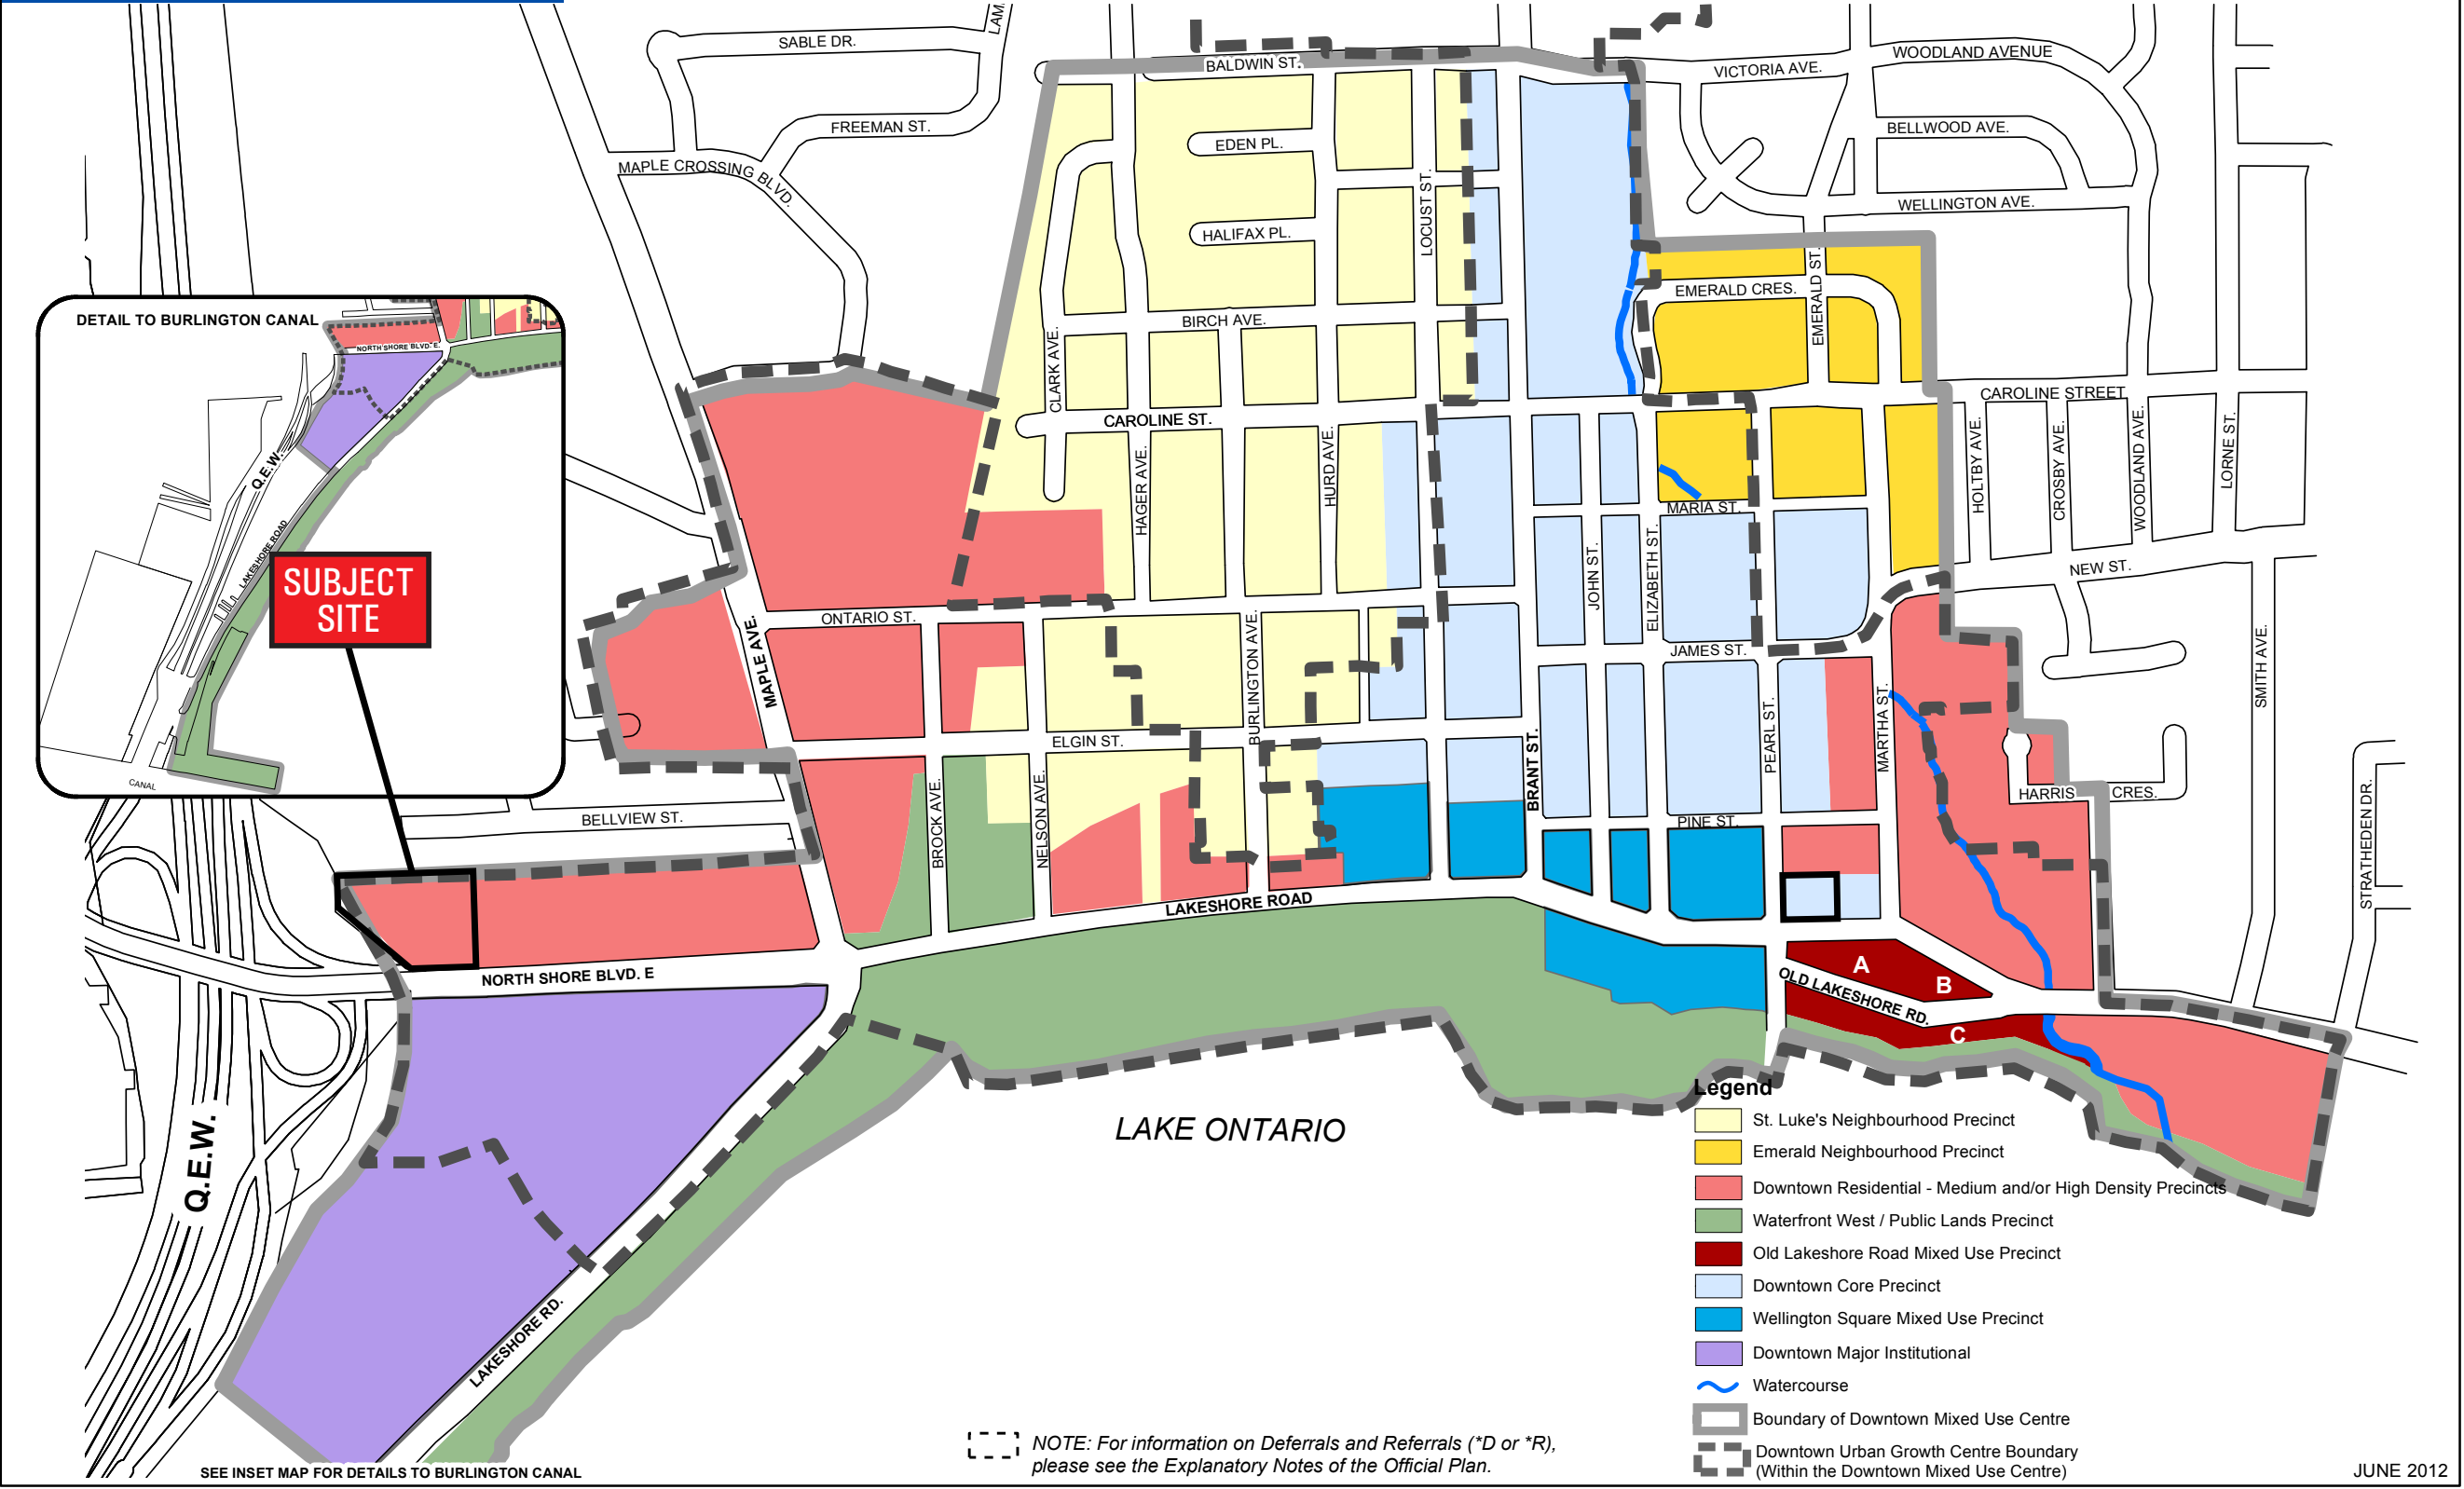 SABLE DR.
LAM
BALDWIN ST.
VICTORIA AVE.
WOODLAND AVENUE
FREEMAN ST.
EDEN PL.
BELLWOOD AVE.
MAPLE CROSSING BLVD.
LOCUST ST.
HALIFAX PL.
WELLINGTON AVE.
EMERALD ST.
EMERALD CRES.
BIRCH AVE.
CLARK AVE.
CAROLINE ST.
CAROLINE STREET
HAGER AVE.
HURD AVE.
HOLTBY AVE.
CROSBY AVE.
WOODLAND AVE.
LORNE ST.
MARIA ST.
JOHN ST.
ELIZABETH ST.
NEW ST.
ONTARIO ST.
MAPLE AVE.
BURLINGTON AVE.
JAMES ST.
SMITH AVE.
PEARL ST.
MARTHA ST.
ELGIN ST.
BRANT ST.
HARRIS CRES.
STRATHEDEN DR.
BELLVIEW ST.
BROCK AVE.
NELSON AVE.
PINE ST.
LAKESHORE ROAD
NORTH SHORE BLVD. E
A
B
OLD LAKESHORE RD.
C
Q.E.W.
LAKESHORE RD.
LAKE ONTARIO
DETAIL TO BURLINGTON CANAL
NORTH SHORE BLVD. E.
Q.E.W.
LAKESHORE ROAD
CANAL
SUBJECT
SITE
Legend
St. Luke's Neighbourhood Precinct
Emerald Neighbourhood Precinct
Downtown Residential - Medium and/or High Density Precincts
Waterfront West / Public Lands Precinct
Old Lakeshore Road Mixed Use Precinct
Downtown Core Precinct
Wellington Square Mixed Use Precinct
Downtown Major Institutional
Watercourse
Boundary of Downtown Mixed Use Centre
Downtown Urban Growth Centre Boundary
(Within the Downtown Mixed Use Centre)
NOTE: For information on Deferrals and Referrals (*D or *R),
please see the Explanatory Notes of the Official Plan.
SEE INSET MAP FOR DETAILS TO BURLINGTON CANAL
JUNE 2012